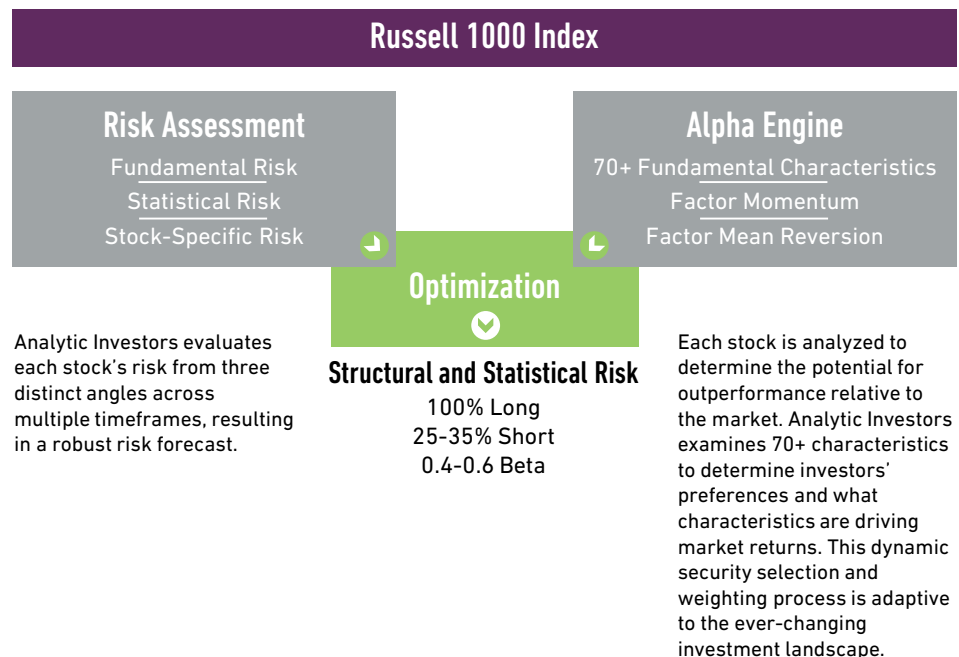 Russell 1000 Index
Risk Assessment
Fundamental Risk
Statistical Risk
Stock-Specific Risk
Alpha Engine
70+ Fundamental Characteristics
Factor Momentum
Factor Mean Reversion
Optimization
Analytic Investors evaluates
each stock’s risk from three
distinct angles across
multiple timeframes, resulting
in a robust risk forecast.
Structural and Statistical Risk
100% Long
25-35% Short
0.4-0.6 Beta
Each stock is analyzed to
determine the potential for
outperformance relative to
the market. Analytic Investors
examines 70+ characteristics
to determine investors’
preferences and what
characteristics are driving
market returns. This dynamic
security selection and
weighting process is adaptive
to the ever-changing
investment landscape.